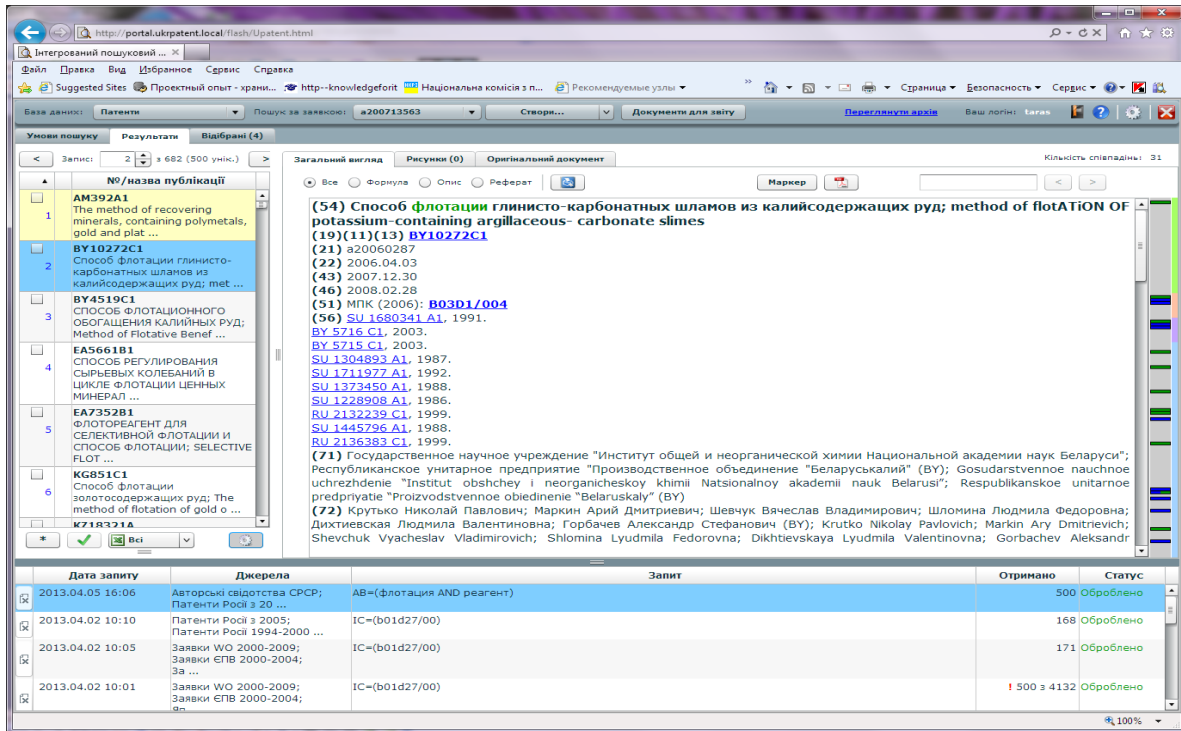 http://portal.ukrpatent.local/flash/Upatent.html
Інтегрований пошуковий ...
Файл Правка Вид Избранное Сервис Справка
Suggested Sites Проектный опыт - храни... http--knowledgeforit Національна комісія з п... Рекомендуемые узлы » Страница Безопасность Сервис »
База даних: Патенти Пошук за заявкою: a200713563 Створи... Документи для звіту Переглянути архів Ваш логін: taras
Умови пошуку Результати Відібрані (4)
< Запис: 2 з 682 (500 унік.) > Загальний вигляд Рисунки (0) Оригінальний документ Кількість співпадінь: 31
№/назва публікації
Все Формула Опис Реферат Маркер < >
1
AM392A1
The method of recovering
minerals, containing polymetals,
gold and plat ...
2
BY10272C1
Способ флотации глинисто-
карбонатных шламов из
калийсодержащих руд; met ...
3
BY4519C1
СПОСОБ ФЛОТАЦИОННОГО
ОБОГАЩЕНИЯ КАЛИЙНЫХ РУД;
Method of Flotative Benef ...
4
EA5661B1
СПОСОБ РЕГУЛИРОВАНИЯ
СЫРЬЕВЫХ КОЛЕБАНИЙ В
ЦИКЛЕ ФЛОТАЦИИ ЦЕННЫХ
МИНЕРАЛ ...
5
EA7352B1
ФЛОТОРЕАГЕНТ ДЛЯ
СЕЛЕКТИВНОЙ ФЛОТАЦИИ И
СПОСОБ ФЛОТАЦИИ; SELECTIVE
FLOT ...
6
KG851C1
Способ флотации
золотосодержащих руд; The
method of flotation of gold o ...
KZ18321A
* Всі
(54) Способ флотации глинисто-карбонатных шламов из калийсодержащих руд; method of flotATiON OF
potassium-containing argillaceous- carbonate slimes
(19)(11)(13) BY10272C1
(21) a20060287
(22) 2006.04.03
(43) 2007.12.30
(46) 2008.02.28
(51) МПК (2006): B03D1/004
(56) SU 1680341 A1, 1991.
BY 5716 C1, 2003.
BY 5715 C1, 2003.
SU 1304893 A1, 1987.
SU 1711977 A1, 1992.
SU 1373450 A1, 1988.
SU 1228908 A1, 1986.
RU 2132239 C1, 1999.
SU 1445796 A1, 1988.
RU 2136383 C1, 1999.
(71) Государственное научное учреждение "Институт общей и неорганической химии Национальной академии наук Беларуси";
Республиканское унитарное предприятие "Производственное объединение "Беларуськалий" (BY); Gosudarstvennoe nauchnoe
uchrezhdenie “Institut obshchey i neorganicheskoy khimii Natsionalnoy akademii nauk Belarusi”; Respublikanskoe unitarnoe
predpriyatie “Proizvodstvennoe obiedinenie “Belaruskaly” (BY)
(72) Крутько Николай Павлович; Маркин Арий Дмитриевич; Шевчук Вячеслав Владимирович; Шломина Людмила Федоровна;
Дихтиевская Людмила Валентиновна; Горбачев Александр Стефанович (BY); Krutko Nikolay Pavlovich; Markin Ary Dmitrievich;
Shevchuk Vyacheslav Vladimirovich; Shlomina Lyudmila Fedorovna; Dikhtievskaya Lyudmila Valentinovna; Gorbachev Aleksandr
Дата запиту Джерела Запит Отримано Статус
2013.04.05 16:06 Авторські свідотства СРСР; AB=(флотация AND реагент) 500 Оброблено
Патенти Росії з 20 ...
2013.04.02 10:10 Патенти Росії з 2005; IC=(b01d27/00) 168 Оброблено
Патенти Росії 1994-2000 ...
2013.04.02 10:05 Заявки WO 2000-2009; IC=(b01d27/00) 171 Оброблено
Заявки ЄПВ 2000-2004;
За ...
2013.04.02 10:01 Заявки WO 2000-2009; IC=(b01d27/00) ! 500 з 4132 Оброблено
Заявки ЄПВ 2000-2004;
100%